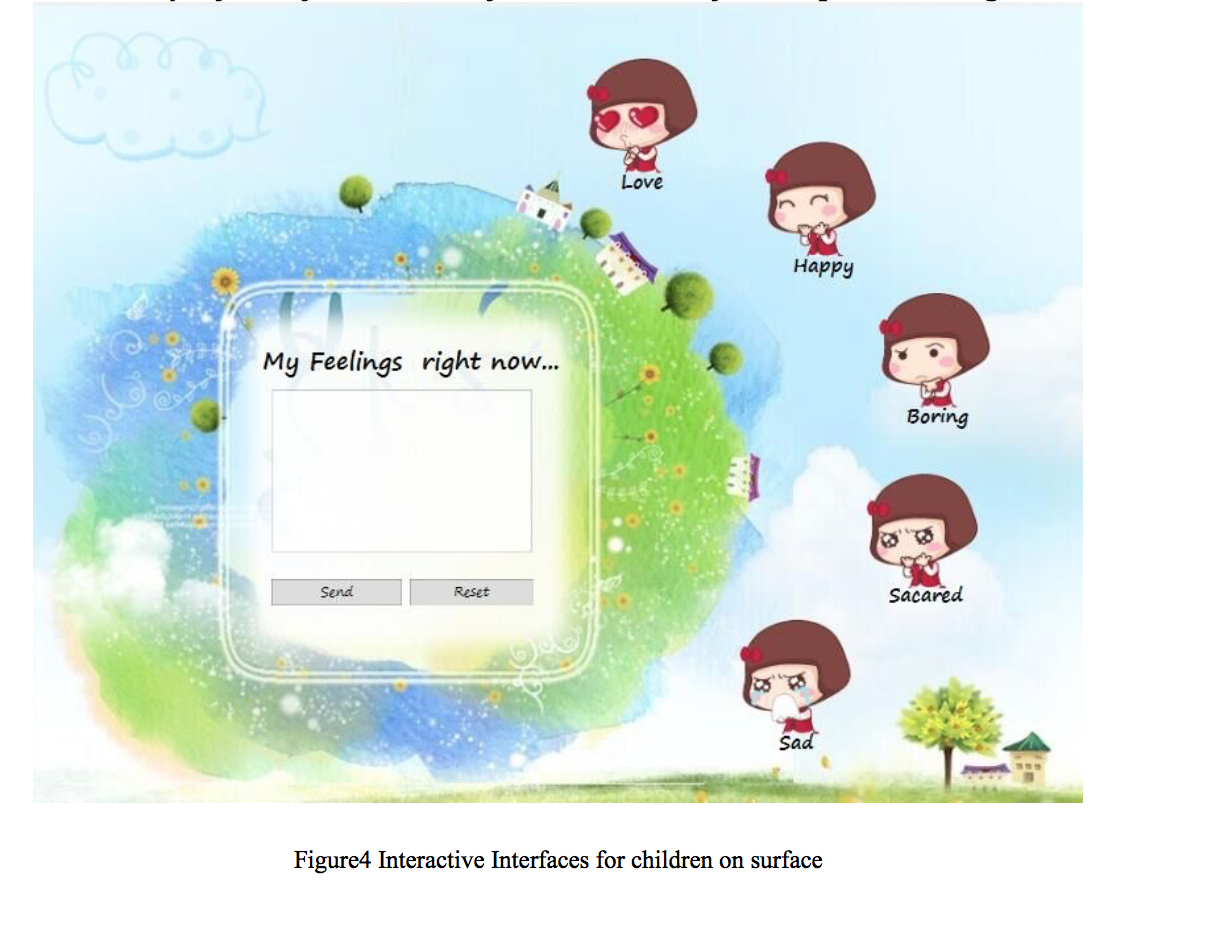 Love
Happy
My Feelings right now...
Boring
Send
Reset
Sacared
Sad
Figure4 Interactive Interfaces for children on surface